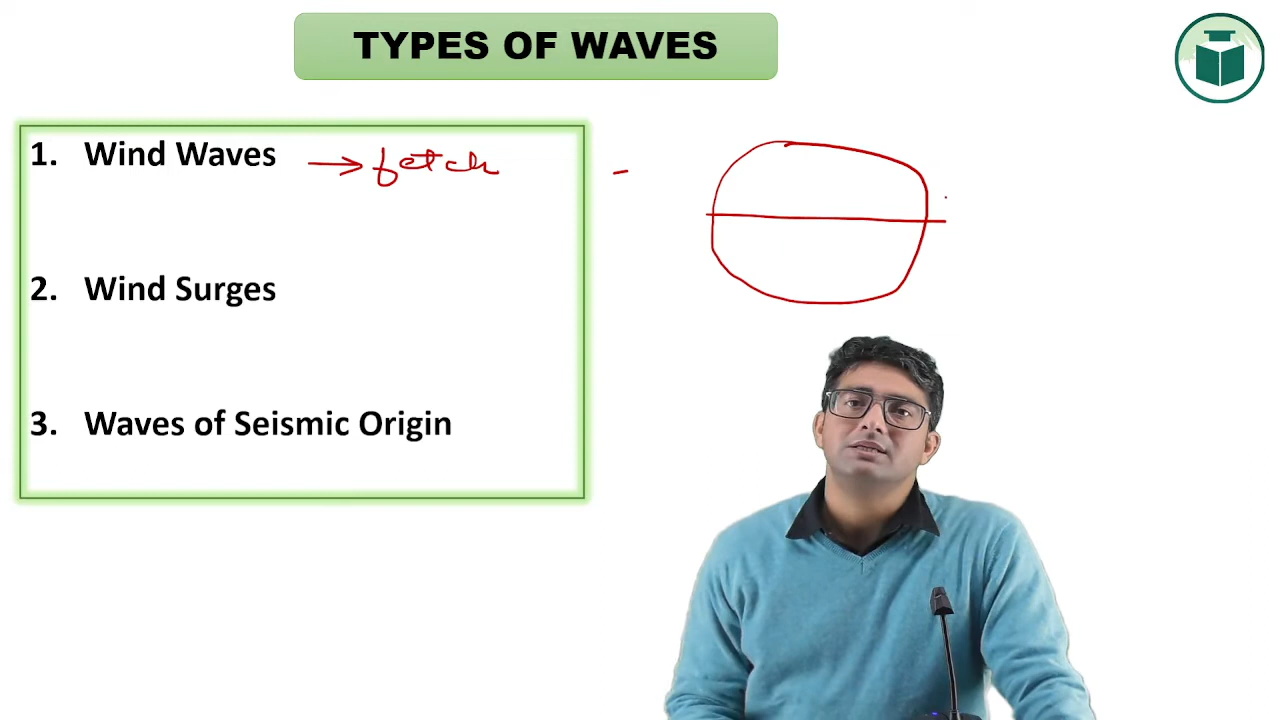 TYPES OF WAVES
1. Wind Waves → fetch
2. Wind Surges
3. Waves of Seismic Origin